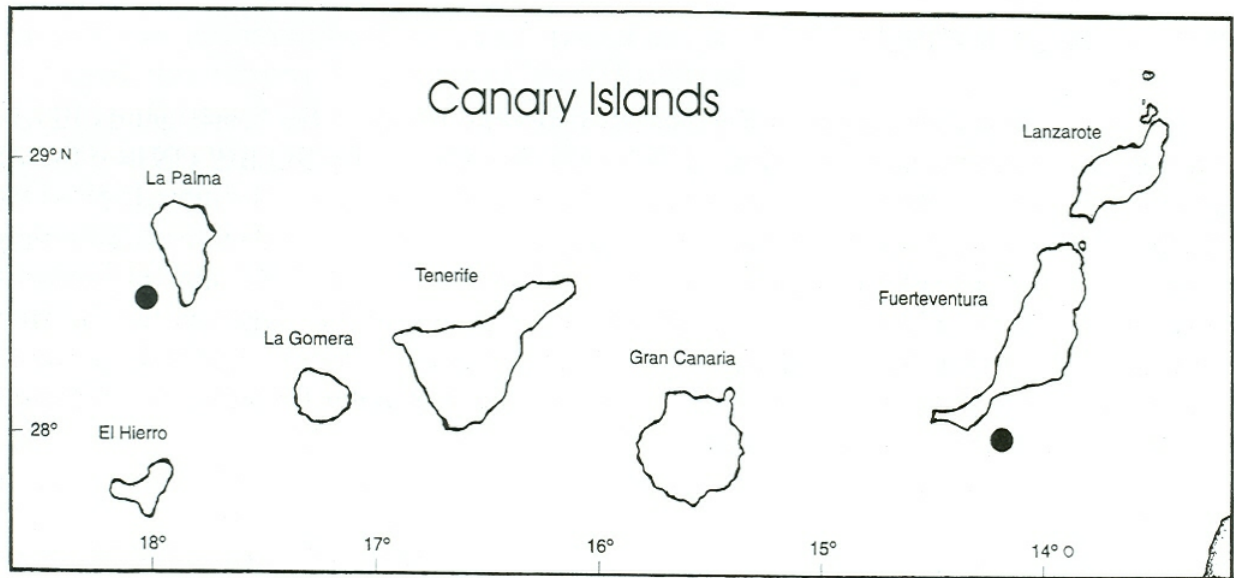 Canary Islands
Lanzarote
29° N
La Palma
Tenerife
Fuerteventura
La Gomera
Gran Canaria
28°
El Hierro
18°
17°
16°
15°
14° O